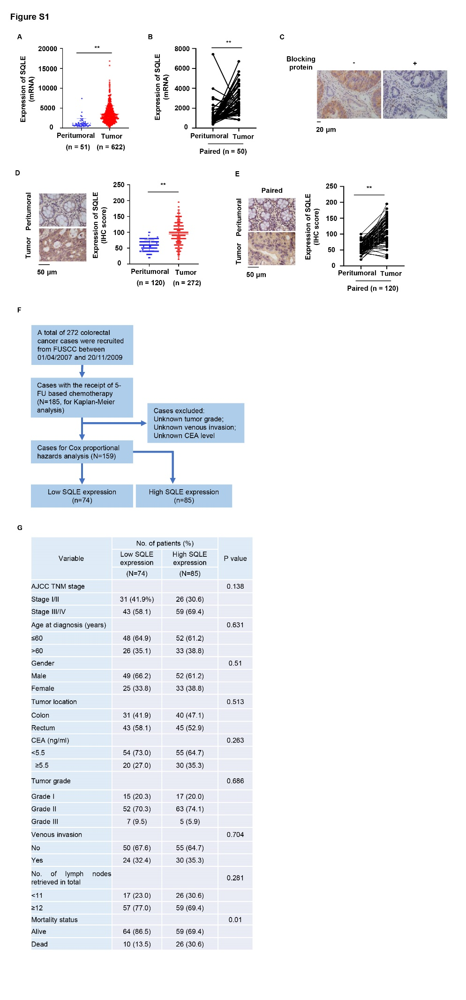 Figure S1
A
**
Expression of SQLE
(mRNA)
20000
15000
10000
5000
0
Peritumoral Tumor
(n = 51) (n = 622)
B
**
Expression of SQLE
(mRNA)
8000
6000
4000
2000
0
Peritumoral Tumor
Paired (n = 50)
C
Blocking
protein
- +
20 µm
D
Peritumoral
Tumor
50 µm
**
Expression of SQLE
(IHC score)
250
200
150
100
50
0
Peritumoral Tumor
(n = 120) (n = 272)
E
Paired
Peritumoral
Tumor
50 µm
**
Expression of SQLE
(IHC score)
250
200
150
100
50
0
Peritumoral Tumor
Paired (n = 120)
F
A total of 272 colorectal
cancer cases were recruited
from FUSCC between
01/04/2007 and 20/11/2009
Cases with the receipt of 5-
FU based chemotherapy
(N=185, for Kaplan-Meier
analysis)
Cases excluded:
Unknown tumor grade;
Unknown venous invasion;
Unknown CEA level
Cases for Cox proportional
hazards analysis (N=159)
Low SQLE expression
(n=74)
High SQLE expression
(n=85)
G
Variable
No. of patients (%)
P value
Low SQLE
expression
High SQLE
expression
(N=74) (N=85)
AJCC TNM stage 0.138
Stage I/II 31 (41.9%) 26 (30.6)
Stage III/IV 43 (58.1) 59 (69.4)
Age at diagnosis (years) 0.631
≤60 48 (64.9) 52 (61.2)
>60 26 (35.1) 33 (38.8)
Gender 0.51
Male 49 (66.2) 52 (61.2)
Female 25 (33.8) 33 (38.8)
Tumor location 0.513
Colon 31 (41.9) 40 (47.1)
Rectum 43 (58.1) 45 (52.9)
CEA (ng/ml) 0.263
<5.5 54 (73.0) 55 (64.7)
≥5.5 20 (27.0) 30 (35.3)
Tumor grade 0.686
Grade I 15 (20.3) 17 (20.0)
Grade II 52 (70.3) 63 (74.1)
Grade III 7 (9.5) 5 (5.9)
Venous invasion 0.704
No 50 (67.6) 55 (64.7)
Yes 24 (32.4) 30 (35.3)
No. of lymph nodes
retrieved in total 0.281
<11 17 (23.0) 26 (30.6)
≥12 57 (77.0) 59 (69.4)
Mortality status 0.01
Alive 64 (86.5) 59 (69.4)
Dead 10 (13.5) 26 (30.6)